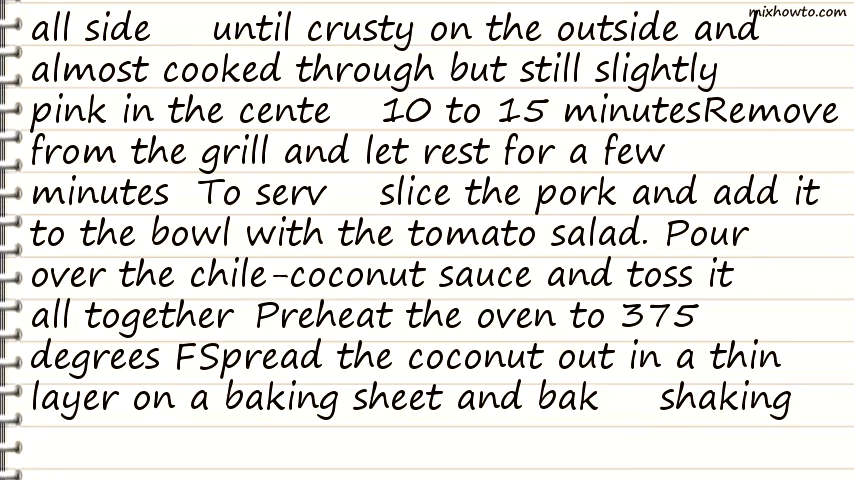 mixhowto.com
all side until crusty on the outside and
almost cooked through but still slightly
pink in the cente 10 to 15 minutesRemove
from the grill and let rest for a few
minutes To serv slice the pork and add it
to the bowl with the tomato salad. Pour
over the chile-coconut sauce and toss it
all together Preheat the oven to 375
degrees FSpread the coconut out in a thin
layer on a baking sheet and bak shaking